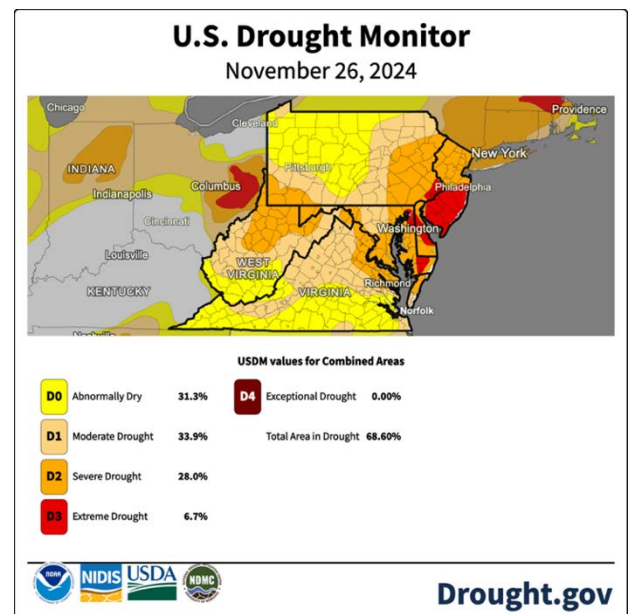 U.S. Drought Monitor
November 26, 2024
Chicago
Cleveland
Providence
INDIANA
Pittsburgh
New York
Indianapolis
Columbus
Philadelphia
Cincinnati
Washington
Louisville
WEST
VIRGINIA
KENTUCKY
VIRGINIA
Richmond
Norfolk
USDM values for Combined Areas
D0 Abnormally Dry 31.3% D4 Exceptional Drought 0.00%
D1 Moderate Drought 33.9% Total Area in Drought 68.60%
D2 Severe Drought 28.0%
D3 Extreme Drought 6.7%
NOAA NIDIS USDA NDMC
Drought.gov